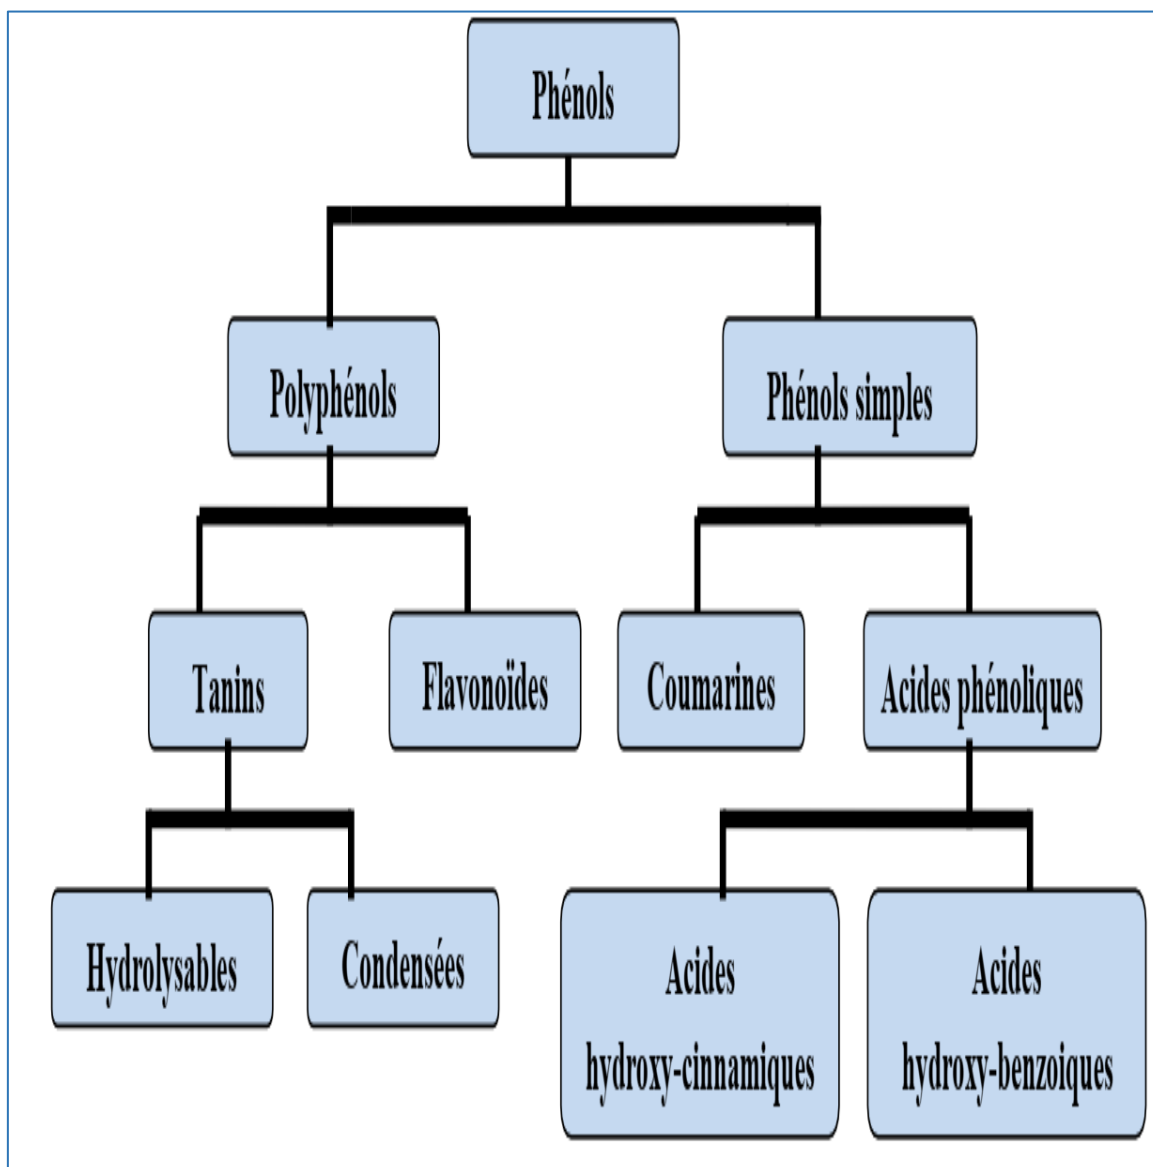 Phénols
Polyphénols
Phénols simples
Tanins
Flavonoïdes
Coumarines
Acides phénoliques
Hydrolysables
Condensées
Acides
hydroxy-cinnamiques
Acides
hydroxy-benzoiques